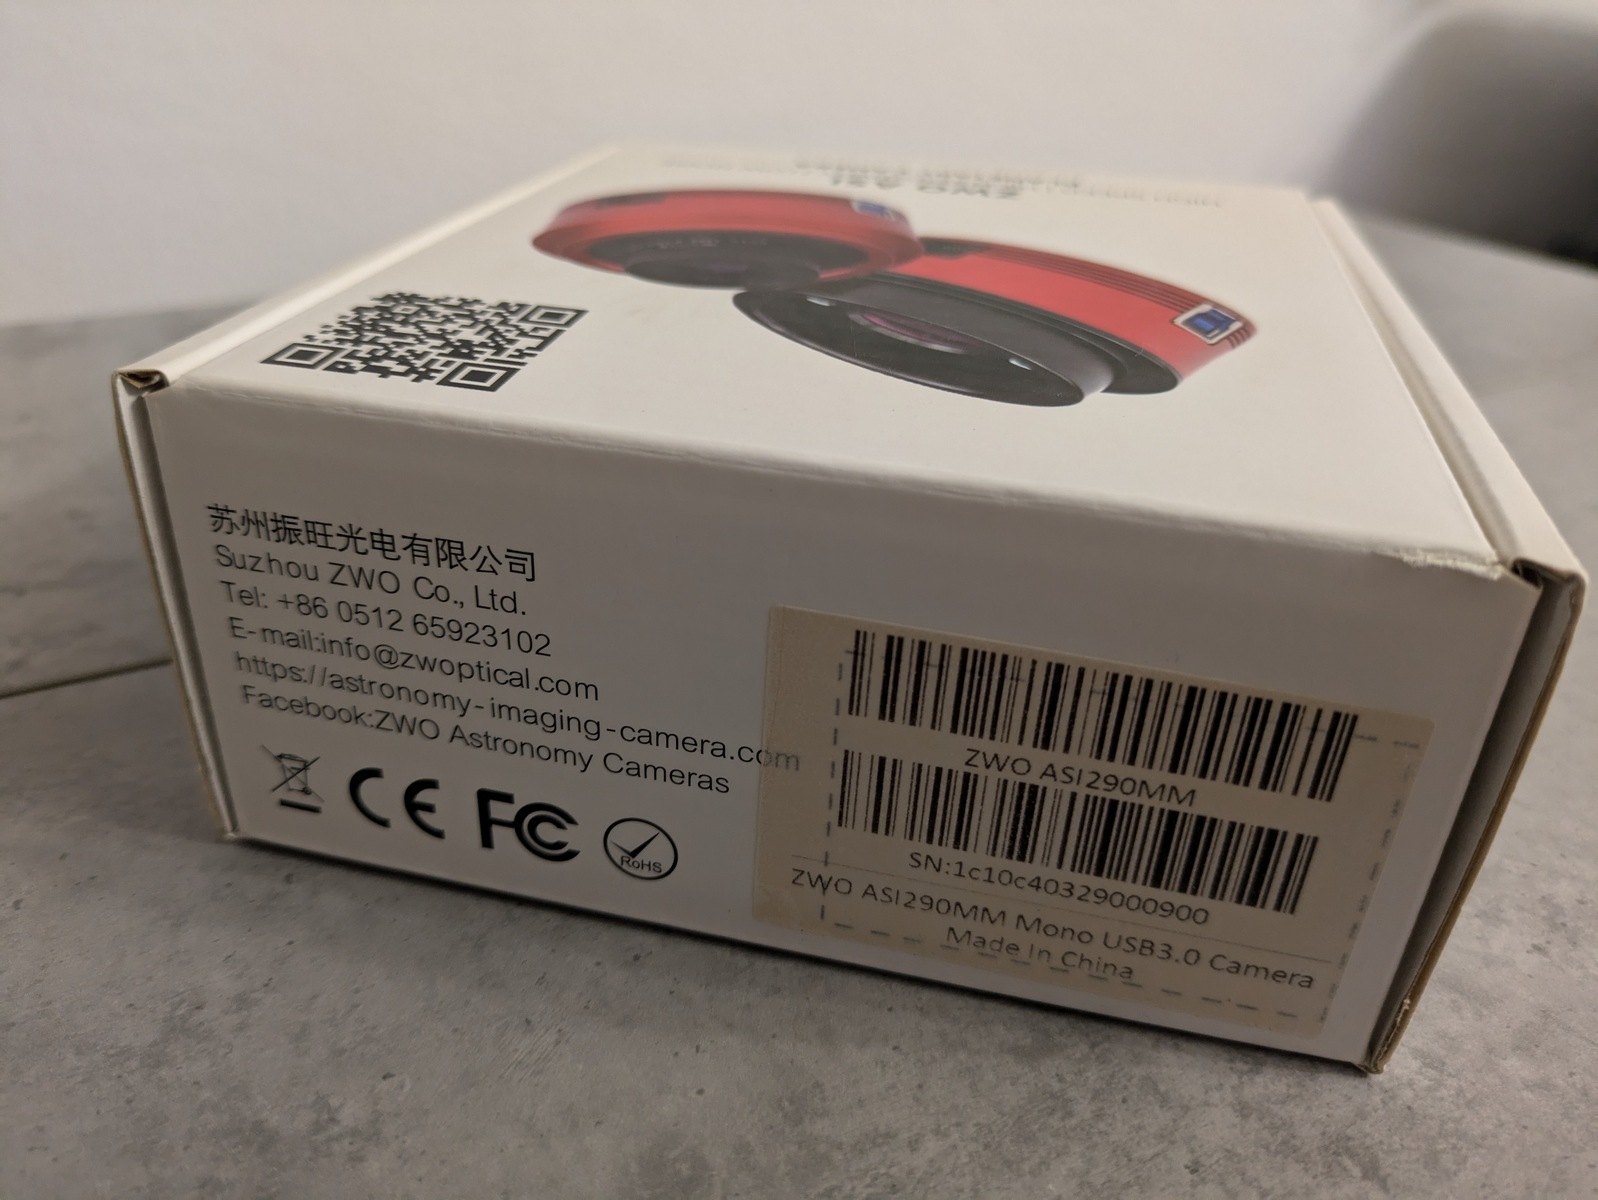 ZWO ASI
苏州振旺光电有限公司
Suzhou ZWO Co., Ltd.
Tel: +86 0512 65923102
E-mail:info@zwoptical.com
https://astronomy-imaging-camera.com
Facebook:ZWO Astronomy Cameras
CE FC RoHS
ZWO ASI290MM
SN:1c10c40329000900
ZWO ASI290MM Mono USB3.0 Camera
Made In China